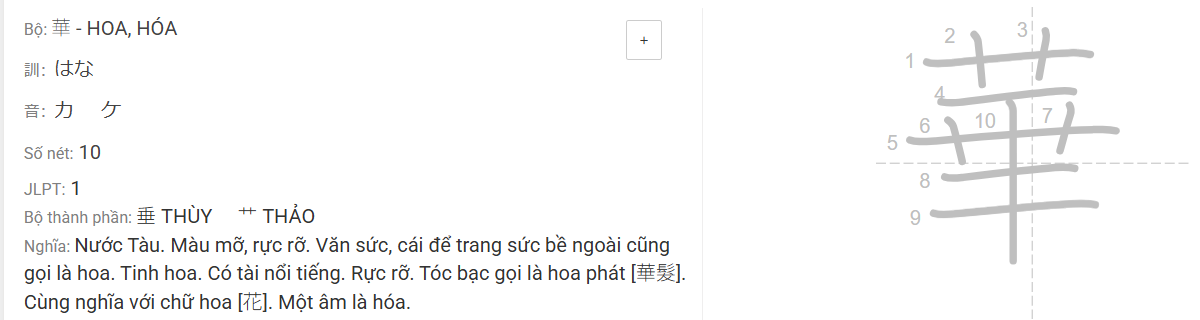 Bộ: 華 - HOA, HÓA
+
訓: はな
音: カ ケ
Số nét: 10
JLPT: 1
Bộ thành phần: 垂 THÙY 艹 THẢO
Nghĩa: Nước Tàu. Màu mỡ, rực rỡ. Văn sức, cái để trang sức bề ngoài cũng
gọi là hoa. Tinh hoa. Có tài nổi tiếng. Rực rỡ. Tóc bạc gọi là hoa phát [華髮].
Cùng nghĩa với chữ hoa [花]. Một âm là hóa.
華
1 2 3
4
5 6 10 7
8
9